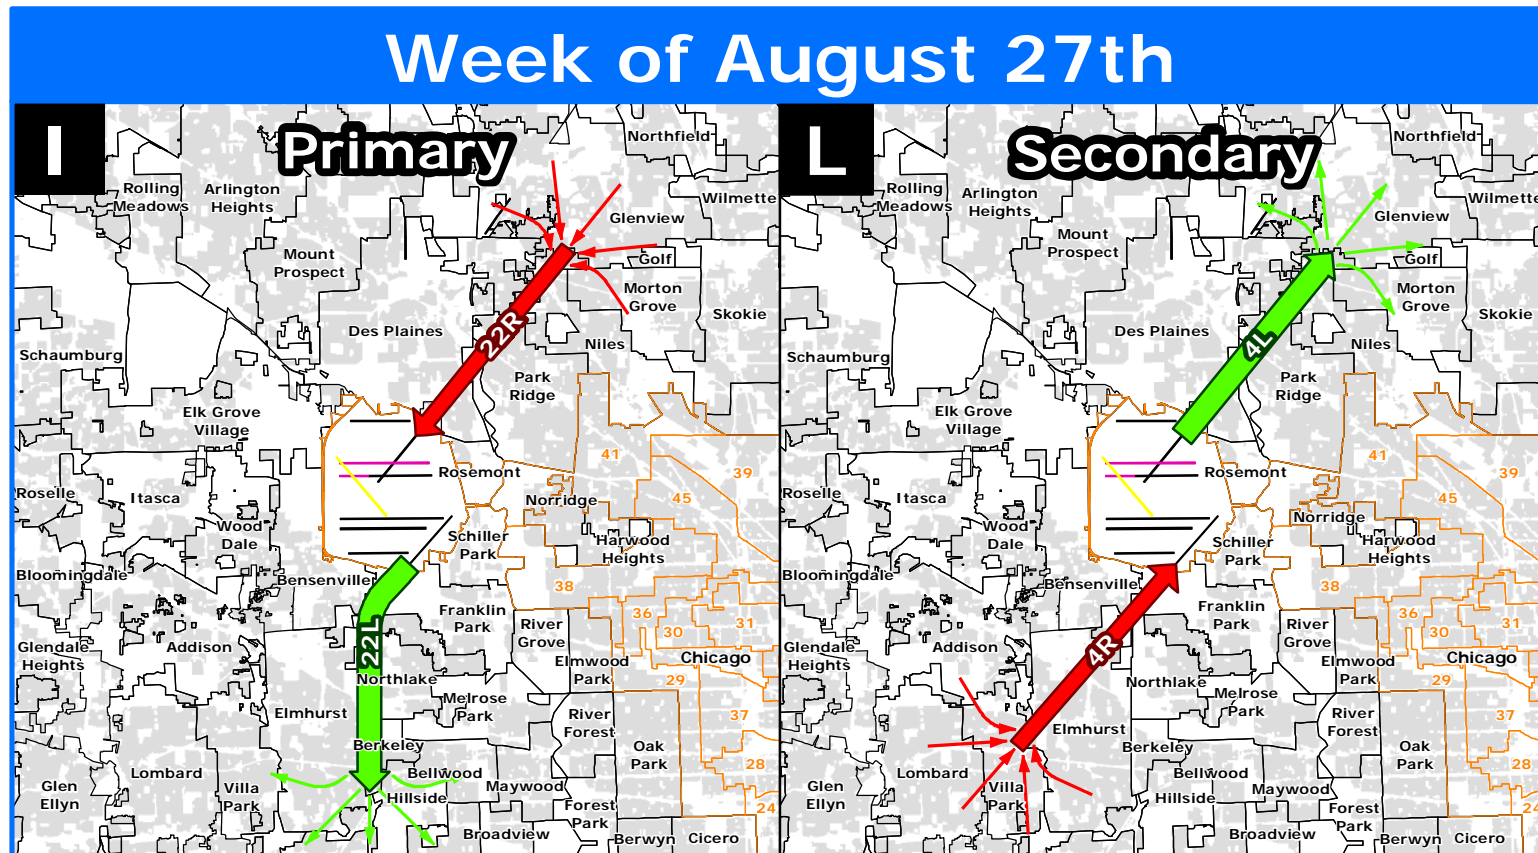 Week of August 27th
I
Primary
Northfield
Rolling
Meadows
Arlington
Heights
Wilmette
Glenview
Mount
Prospect
Golf
Morton
Grove
Skokie
22R
Des Plaines
Niles
Schaumburg
Park
Ridge
Elk Grove
Village
41
39
Rosemont
Roselle
Itasca
Norridge
45
Wood
Dale
Schiller
Park
Harwood
Heights
Bloomingdale
Bensenville
38
Franklin
Park
36
31
River
Grove
30
22L
Glendale
Heights
Addison
Elmwood
Park
Chicago
Northlake
29
Melrose
Park
Elmhurst
River
Forest
37
Berkeley
Oak
Park
28
Lombard
Bellwood
Glen
Ellyn
Villa
Park
Hillside
Maywood
Forest
Park
24
Broadview
Berwyn
Cicero
L
Secondary
Northfield
Rolling
Meadows
Arlington
Heights
Wilmette
Glenview
Mount
Prospect
Golf
Morton
Grove
Skokie
4L
Des Plaines
Niles
Schaumburg
Park
Ridge
Elk Grove
Village
41
39
Rosemont
Roselle
Itasca
45
Norridge
Wood
Dale
Schiller
Park
Harwood
Heights
Bloomingdale
Bensenville
38
Franklin
Park
36
31
River
Grove
30
4R
Glendale
Heights
Addison
Elmwood
Park
Chicago
Northlake
29
Melrose
Park
Elmhurst
River
Forest
37
Berkeley
Oak
Park
28
Lombard
Bellwood
Glen
Ellyn
Villa
Park
Hillside
Maywood
Forest
Park
24
Broadview
Berwyn
Cicero